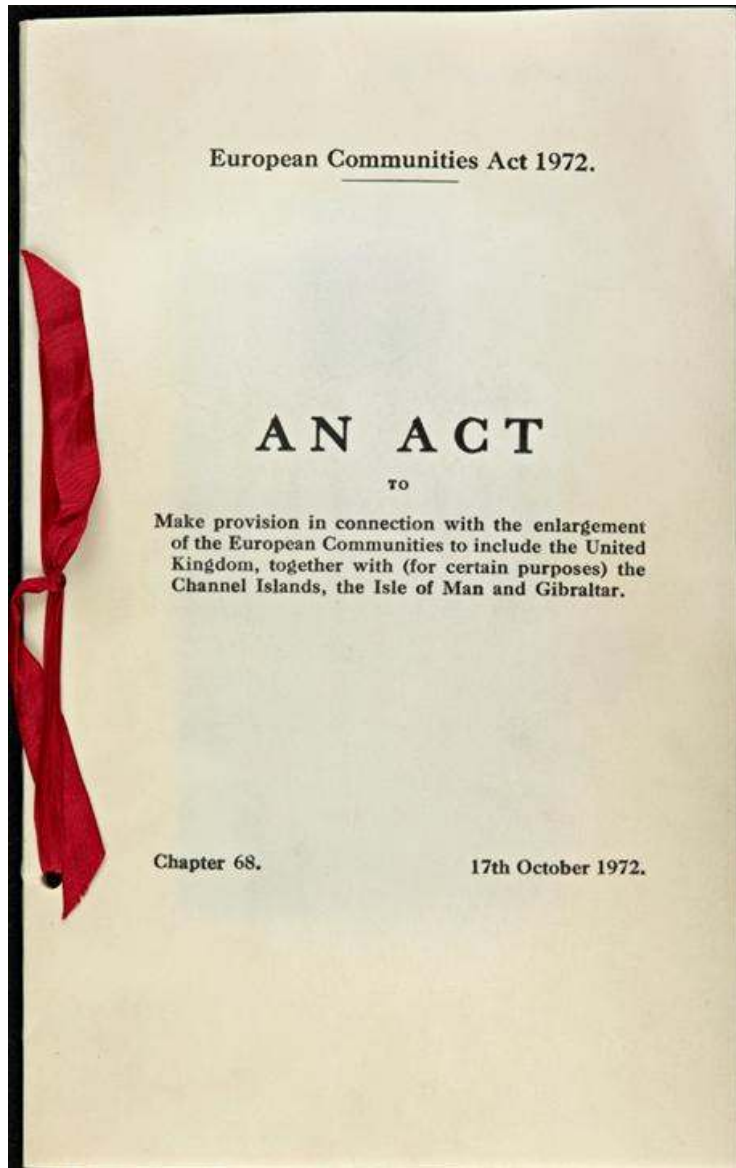 European Communities Act 1972.
AN ACT
TO
Make provision in connection with the enlargement
of the European Communities to include the United
Kingdom, together with (for certain purposes) the
Channel Islands, the Isle of Man and Gibraltar.
Chapter 68.
17th October 1972.